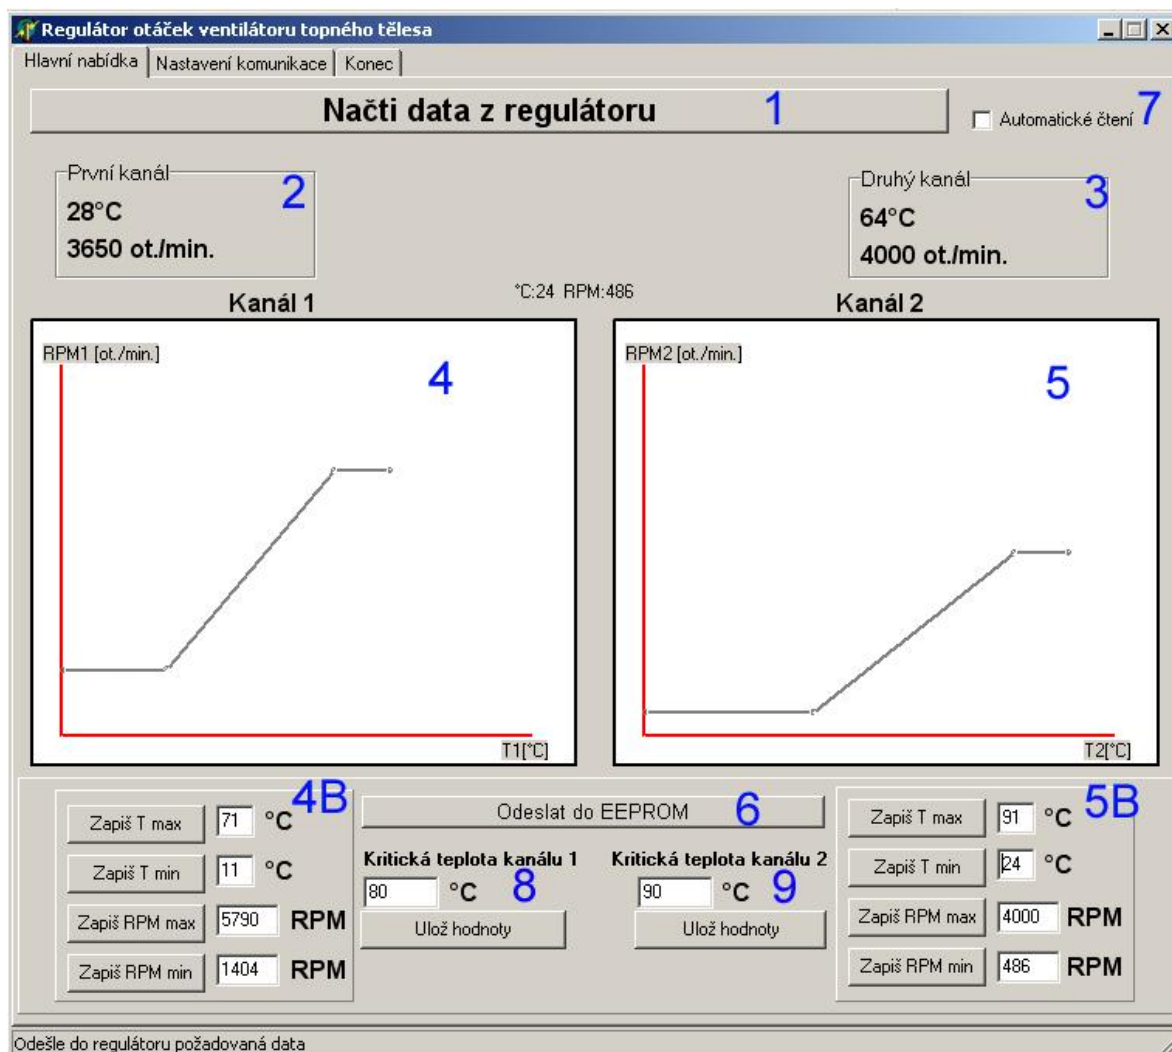 Regulátor otáček ventilátoru topného tělesa
Hlavní nabídka Nastavení komunikace Konec
Načti data z regulátoru 1
Automatické čtení 7
První kanál 2
28°C
3650 ot./min.
Druhý kanál 3
64°C
4000 ot./min.
°C:24 RPM:486
Kanál 1
Kanál 2
RPM1 [ot./min.]
4
T1[°C]
RPM2 [ot./min.]
5
T2[°C]
4B
Zapiš T max 71 °C
Zapiš T min 11 °C
Zapiš RPM max 5790 RPM
Zapiš RPM min 1404 RPM
Odeslat do EEPROM 6
Kritická teplota kanálu 1
80 °C 8
Ulož hodnoty
Kritická teplota kanálu 2
90 °C 9
Ulož hodnoty
5B
Zapiš T max 91 °C
Zapiš T min 24 °C
Zapiš RPM max 4000 RPM
Zapiš RPM min 486 RPM
Odešle do regulátoru požadovaná data